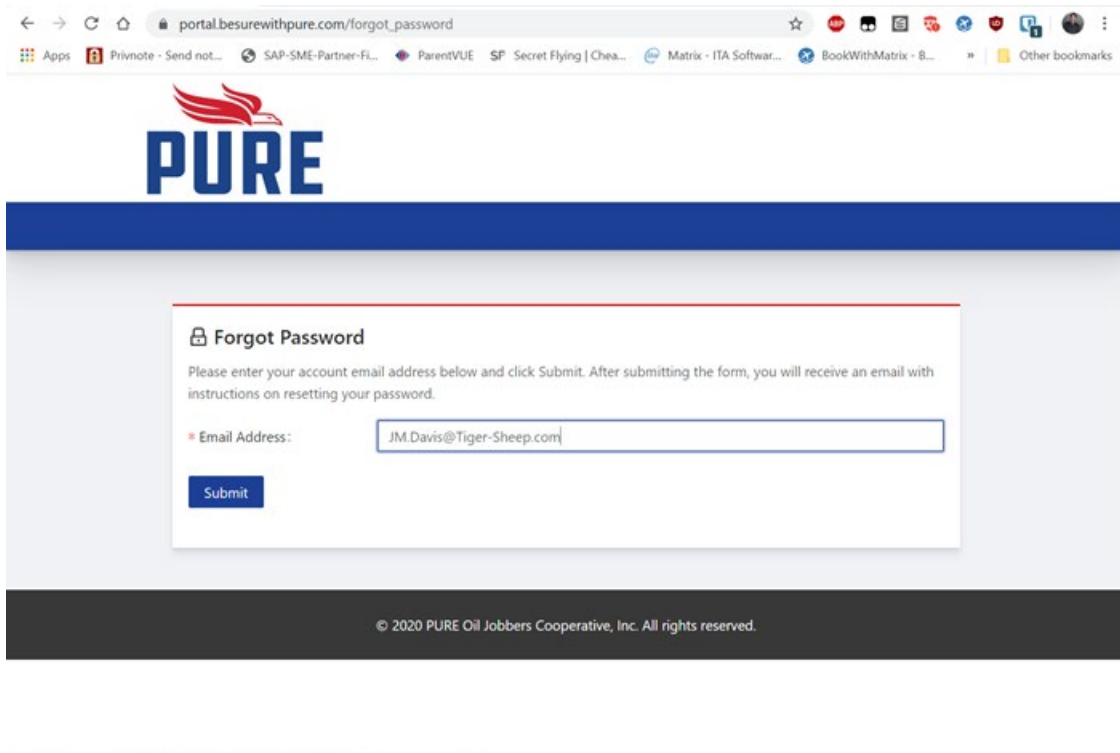 portal.besurewithpure.com/forgot_password
Apps Privnote - Send not... SAP-SME-Partner-Fi... ParentVUE SF Secret Flying | Chea... Matrix - ITA Softwar... BookWithMatrix - B... » Other bookmarks
PURE
Forgot Password
Please enter your account email address below and click Submit. After submitting the form, you will receive an email with
instructions on resetting your password.
* Email Address: JM.Davis@Tiger-Sheep.com
Submit
© 2020 PURE Oil Jobbers Cooperative, Inc. All rights reserved.